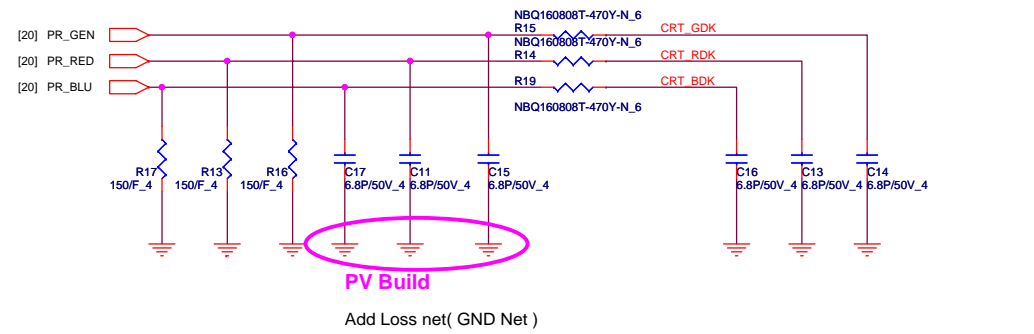 NBQ160808T-470Y-N_6
[20] PR_GEN R15 CRT_GDK
NBQ160808T-470Y-N_6
[20] PR_RED R14 CRT_RDK
[20] PR_BLU R19 CRT_BDK
NBQ160808T-470Y-N_6
R17 R13 R16 C17 C11 C15 C16 C13 C14
150/F_4 150/F_4 150/F_4 6.8P/50V_4 6.8P/50V_4 6.8P/50V_4 6.8P/50V_4 6.8P/50V_4 6.8P/50V_4
PV Build
Add Loss net( GND Net )